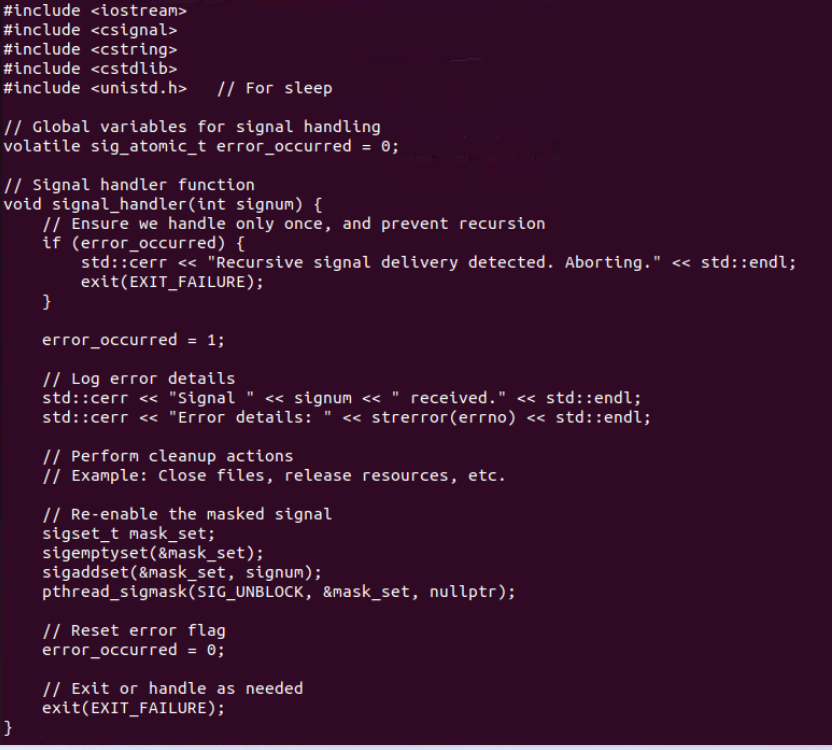 #include <iostream>
#include <csignal>
#include <cstring>
#include <cstdlib>
#include <unistd.h>   // For sleep

// Global variables for signal handling
volatile sig_atomic_t error_occurred = 0;

// Signal handler function
void signal_handler(int signum) {
    // Ensure we handle only once, and prevent recursion
    if (error_occurred) {
        std::cerr << "Recursive signal delivery detected. Aborting." << std::endl;
        exit(EXIT_FAILURE);
    }

    error_occurred = 1;

    // Log error details
    std::cerr << "Signal " << signum << " received." << std::endl;
    std::cerr << "Error details: " << strerror(errno) << std::endl;

    // Perform cleanup actions
    // Example: Close files, release resources, etc.

    // Re-enable the masked signal
    sigset_t mask_set;
    sigemptyset(&mask_set);
    sigaddset(&mask_set, signum);
    pthread_sigmask(SIG_UNBLOCK, &mask_set, nullptr);

    // Reset error flag
    error_occurred = 0;

    // Exit or handle as needed
    exit(EXIT_FAILURE);
}